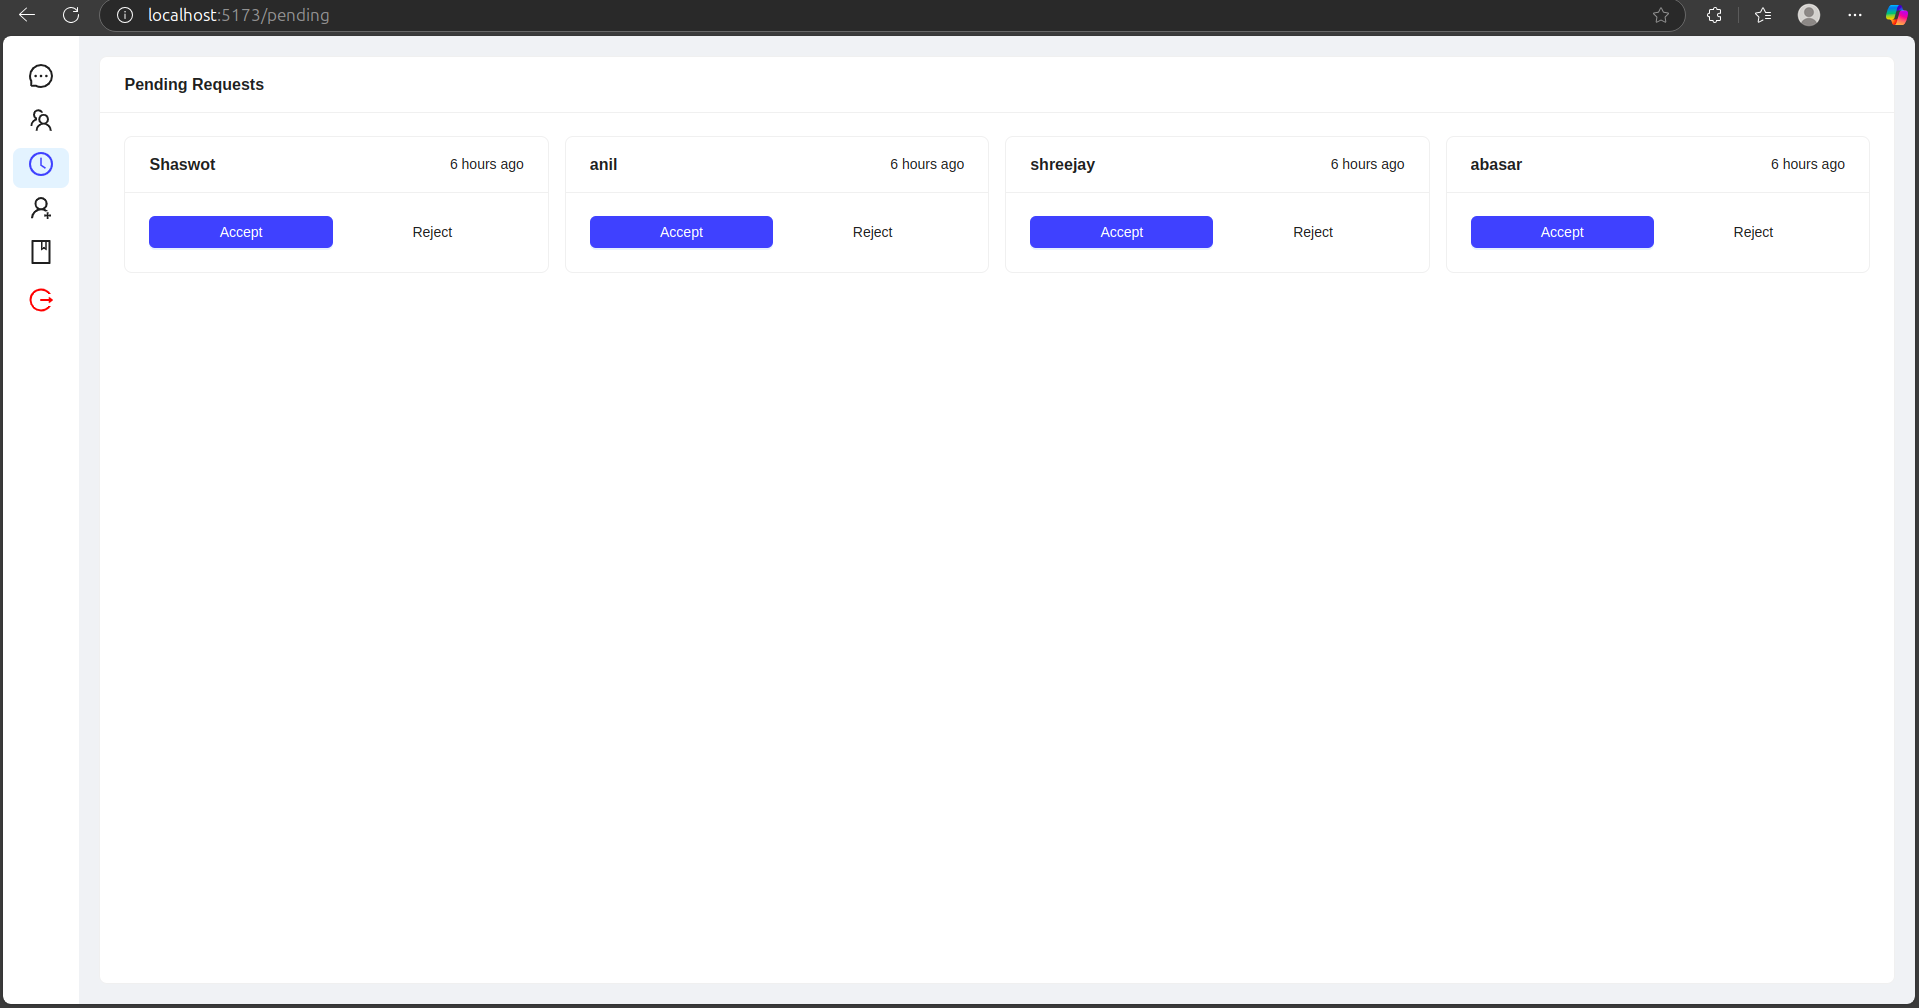 localhost:5173/pending
Pending Requests
Shaswot 6 hours ago
Accept Reject
anil 6 hours ago
Accept Reject
shreejay 6 hours ago
Accept Reject
abasar 6 hours ago
Accept Reject